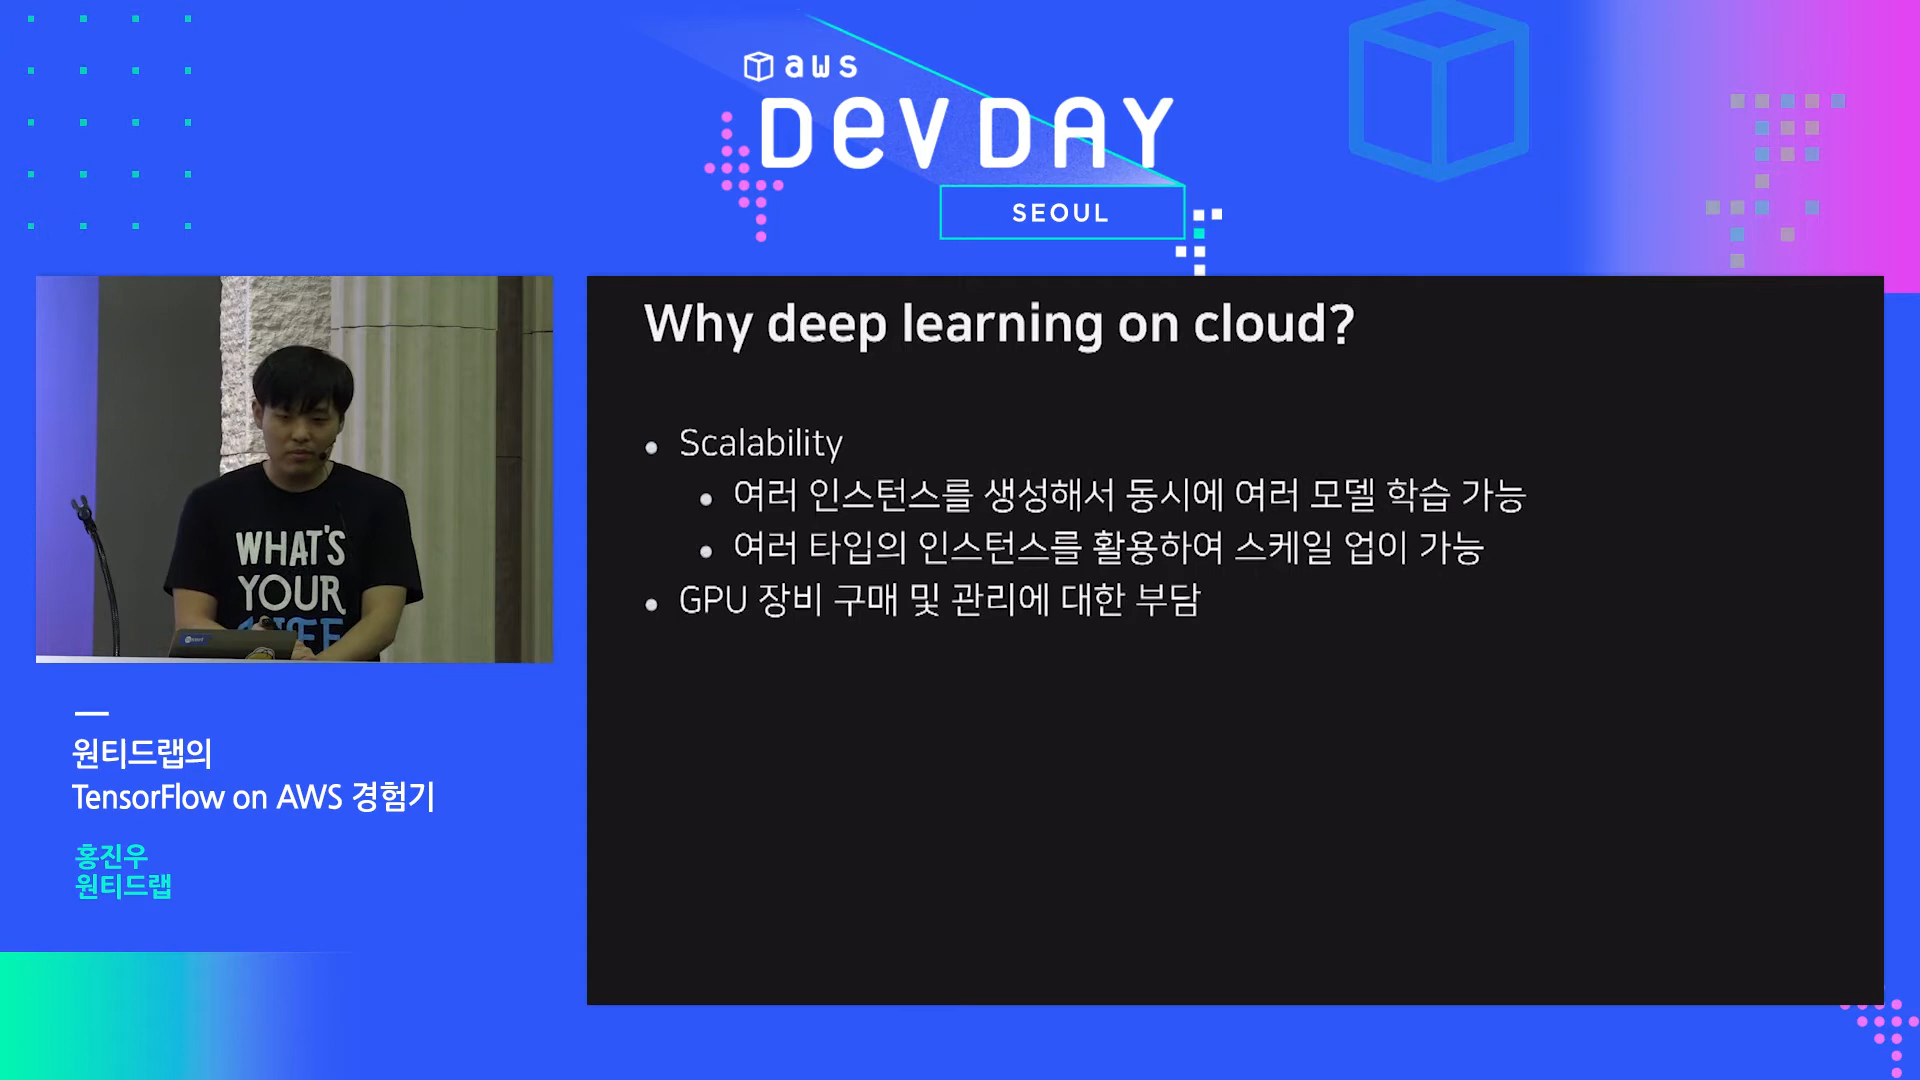 aws
DEV DAY
SEOUL
Why deep learning on cloud?
Scalability
여러 인스턴스를 생성해서 동시에 여러 모델 학습 가능
여러 타입의 인스턴스를 활용하여 스케일 업이 가능
GPU 장비 구매 및 관리에 대한 부담
WHAT'S
YOUR
원티드랩의
TensorFlow on AWS 경험기
홍진우
원티드랩